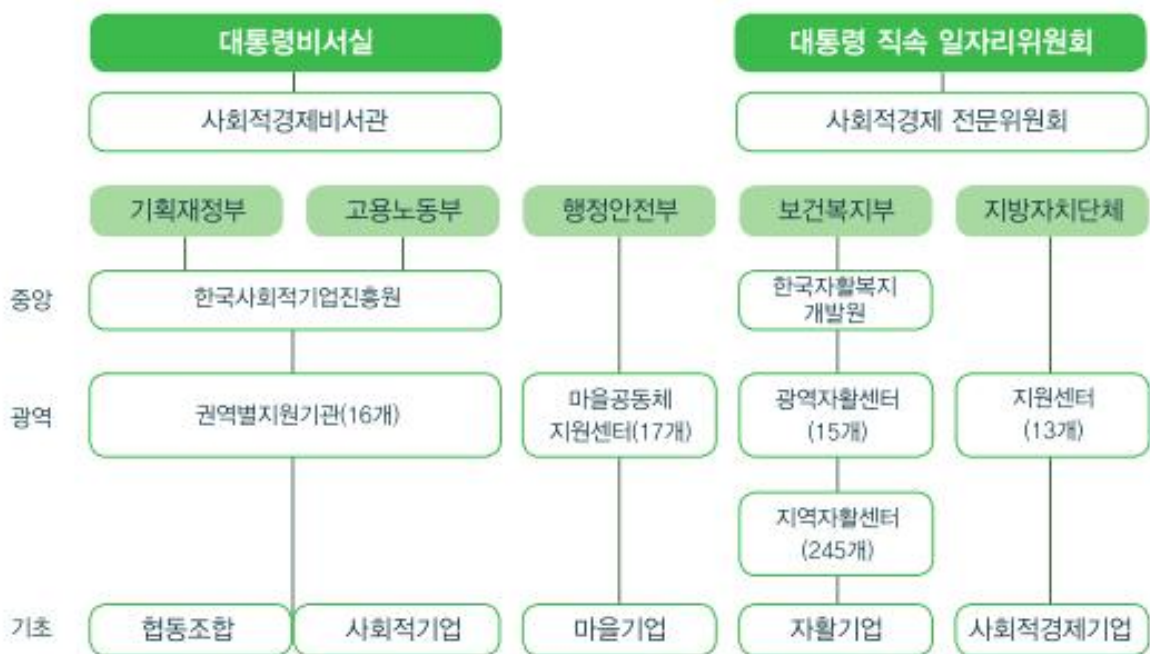 대통령비서실
대통령 직속 일자리위원회
사회적경제비서관
사회적경제 전문위원회
기획재정부
고용노동부
행정안전부
보건복지부
지방자치단체
중앙
한국사회적기업진흥원
한국자활복지
개발원
광역
권역별지원기관(16개)
마을공동체
지원센터(17개)
광역자활센터
(15개)
지원센터
(13개)
지역자활센터
(245개)
기초
협동조합
사회적기업
마을기업
자활기업
사회적경제기업